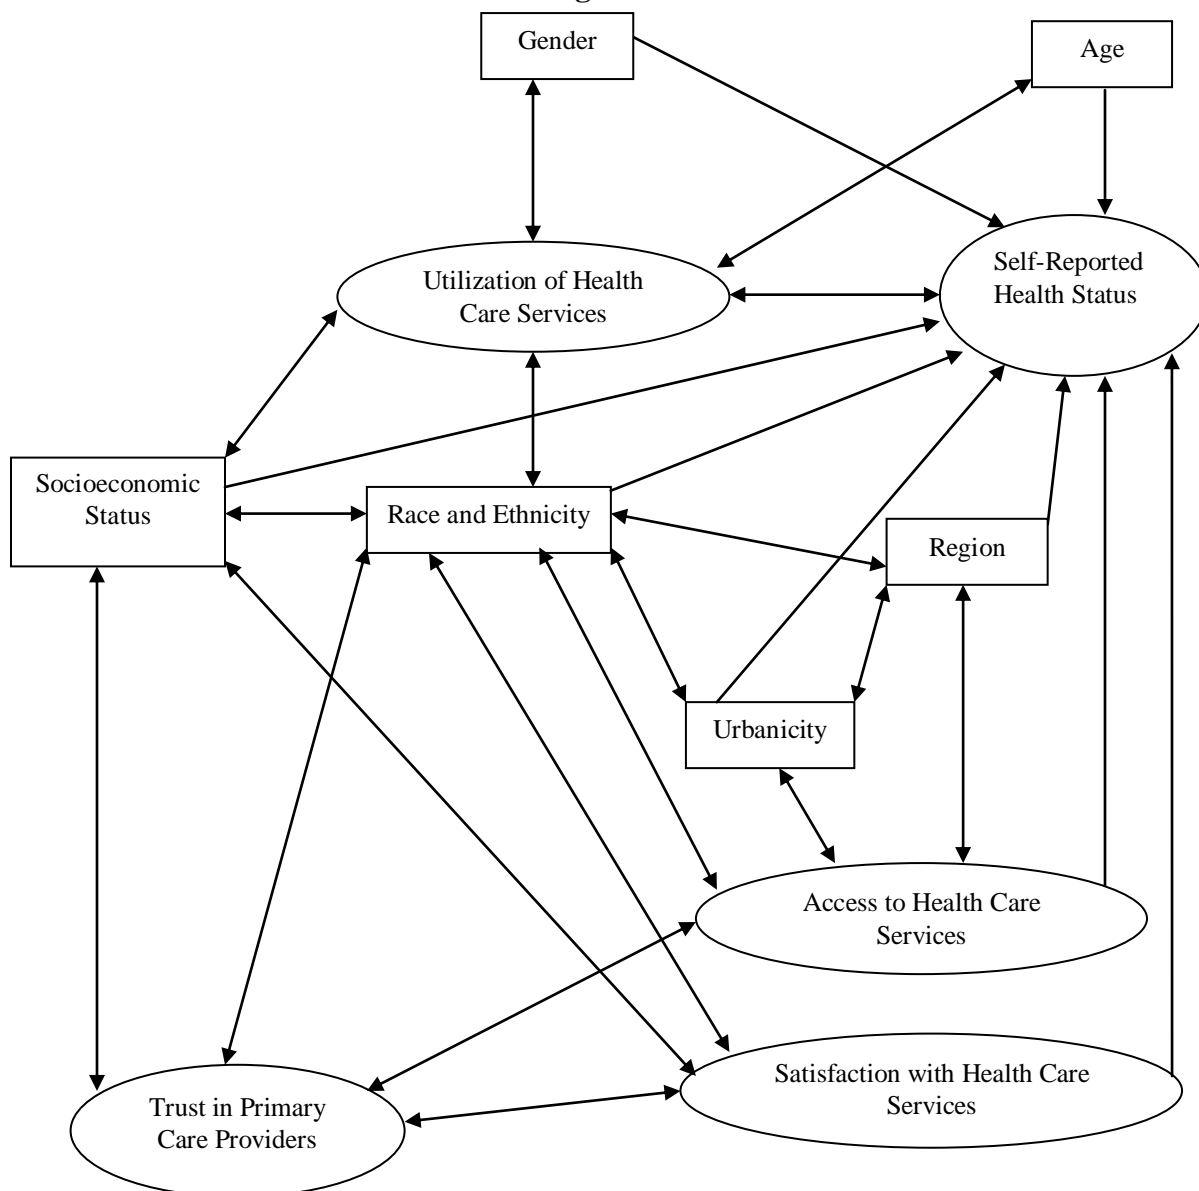 Gender
Age
Self-Reported
Health Status
Utilization of Health
Care Services
Socioeconomic
Status
Race and Ethnicity
Region
Urbanicity
Access to Health Care
Services
Satisfaction with Health Care
Services
Trust in Primary
Care Providers